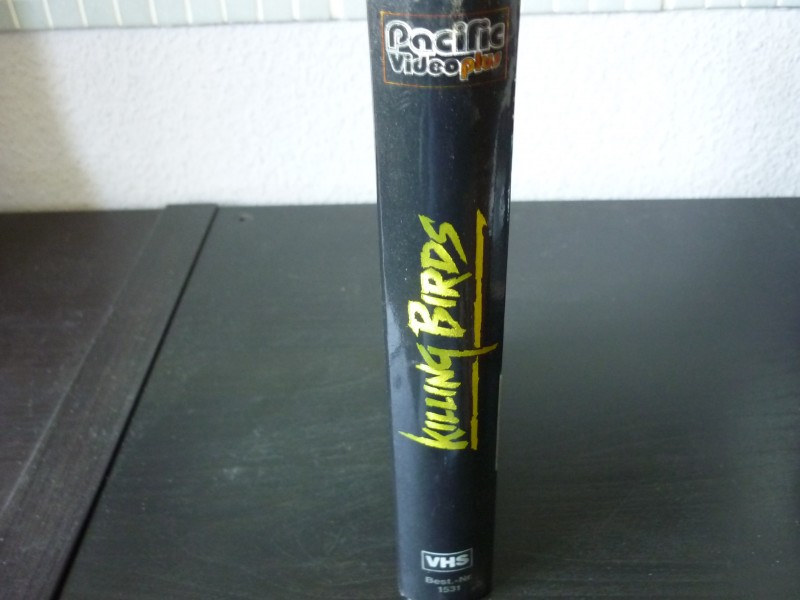 Pacific
Video plus
KILLING BIRDS
VHS
Best.-Nr.
1531